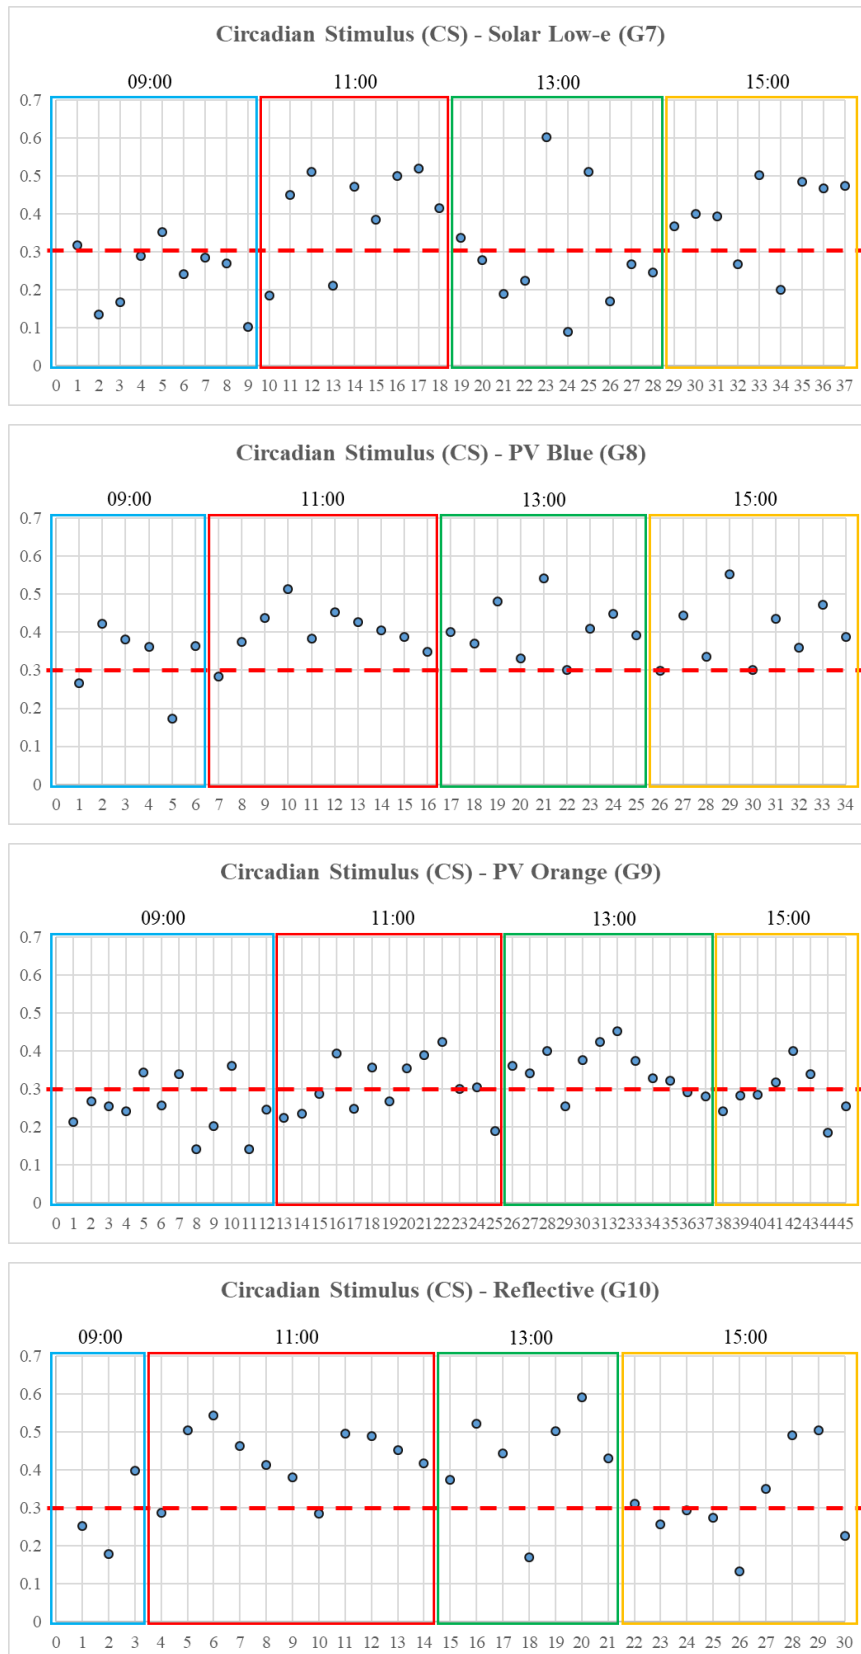 Circadian Stimulus (CS) - Solar Low-e (G7)
09:00 11:00 13:00 15:00
0.7
0.6
0.5
0.4
0.3
0.2
0.1
0
0 1 2 3 4 5 6 7 8 9 10 11 12 13 14 15 16 17 18 19 20 21 22 23 24 25 26 27 28 29 30 31 32 33 34 35 36 37
Circadian Stimulus (CS) - PV Blue (G8)
09:00 11:00 13:00 15:00
0.7
0.6
0.5
0.4
0.3
0.2
0.1
0
0 1 2 3 4 5 6 7 8 9 10 11 12 13 14 15 16 17 18 19 20 21 22 23 24 25 26 27 28 29 30 31 32 33 34
Circadian Stimulus (CS) - PV Orange (G9)
09:00 11:00 13:00 15:00
0.7
0.6
0.5
0.4
0.3
0.2
0.1
0
0 1 2 3 4 5 6 7 8 9 10 11 12 13 14 15 16 17 18 19 20 21 22 23 24 25 26 27 28 29 30 31 32 33 34 35 36 37 38 39 40 41 42 43 44 45
Circadian Stimulus (CS) - Reflective (G10)
09:00 11:00 13:00 15:00
0.7
0.6
0.5
0.4
0.3
0.2
0.1
0
0 1 2 3 4 5 6 7 8 9 10 11 12 13 14 15 16 17 18 19 20 21 22 23 24 25 26 27 28 29 30